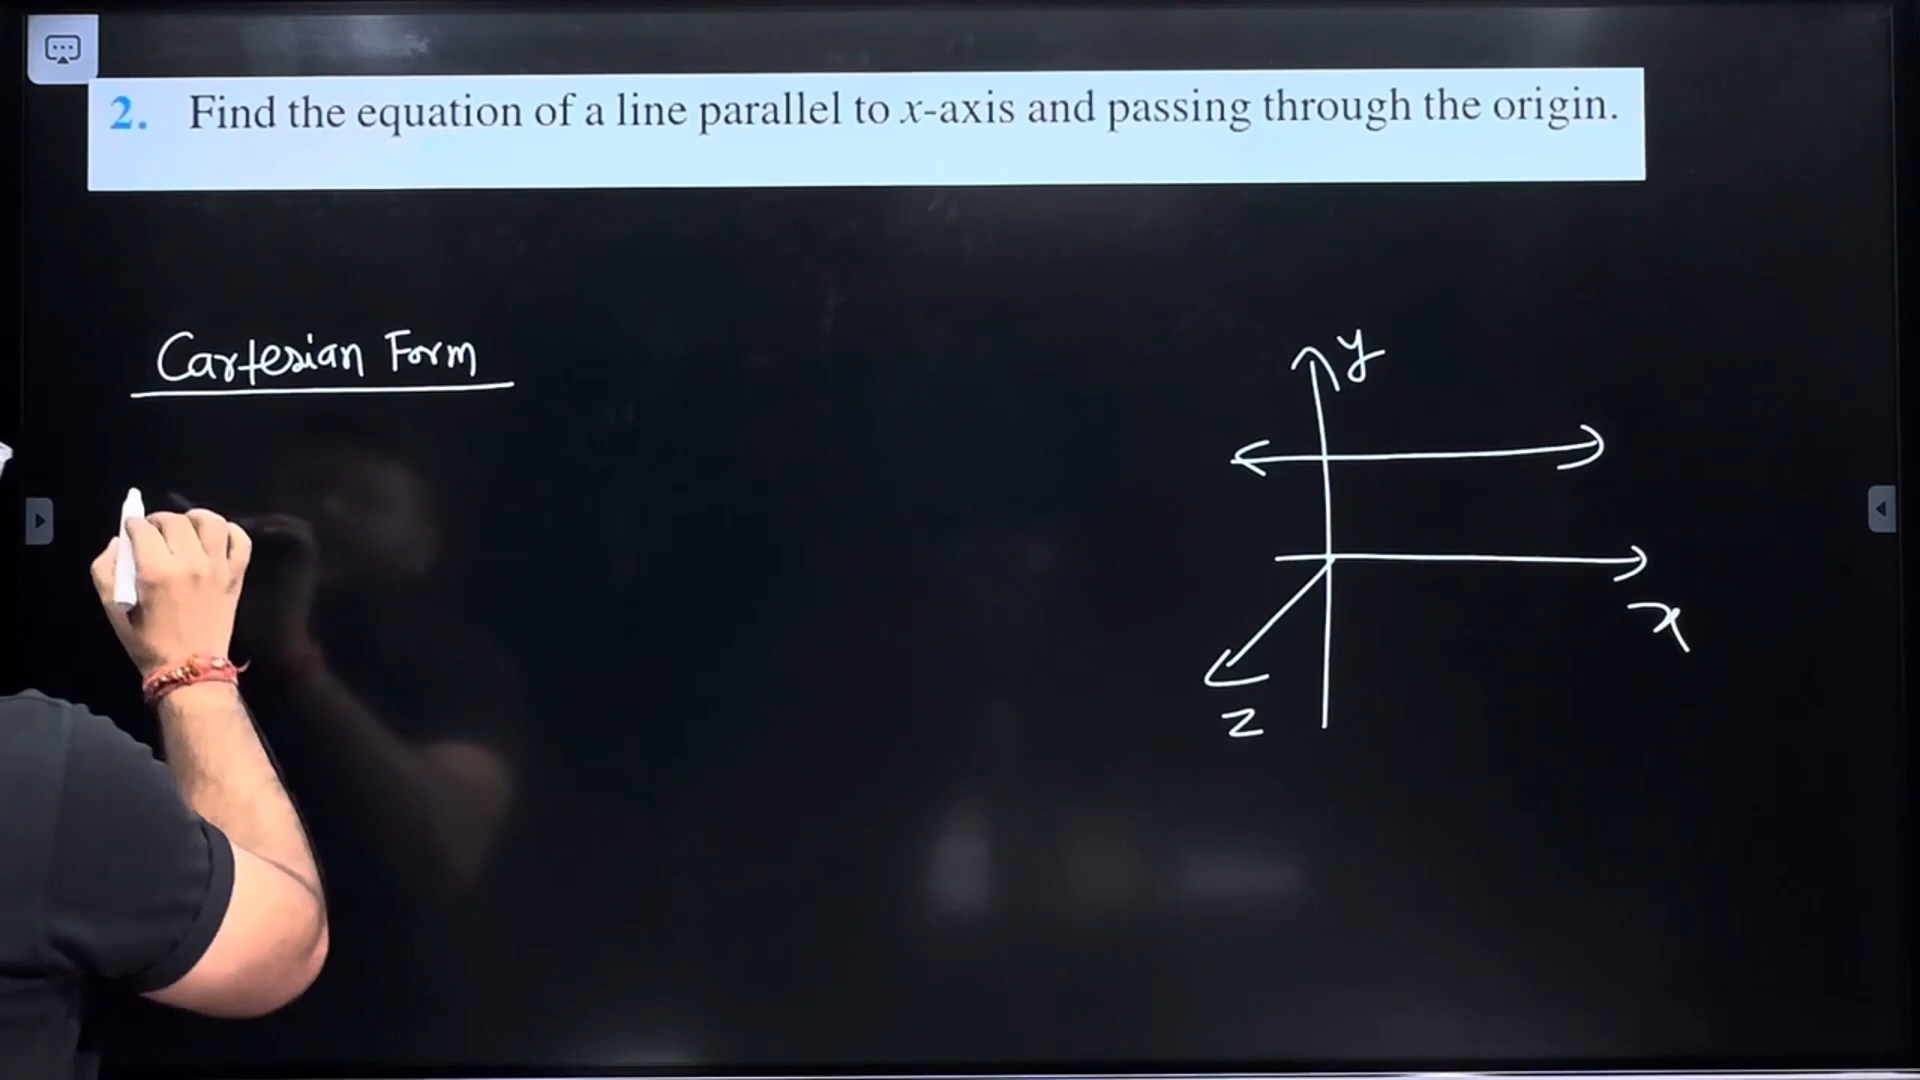 2. Find the equation of a line parallel to x-axis and passing through the origin.
Cartesian Form
y
x
z